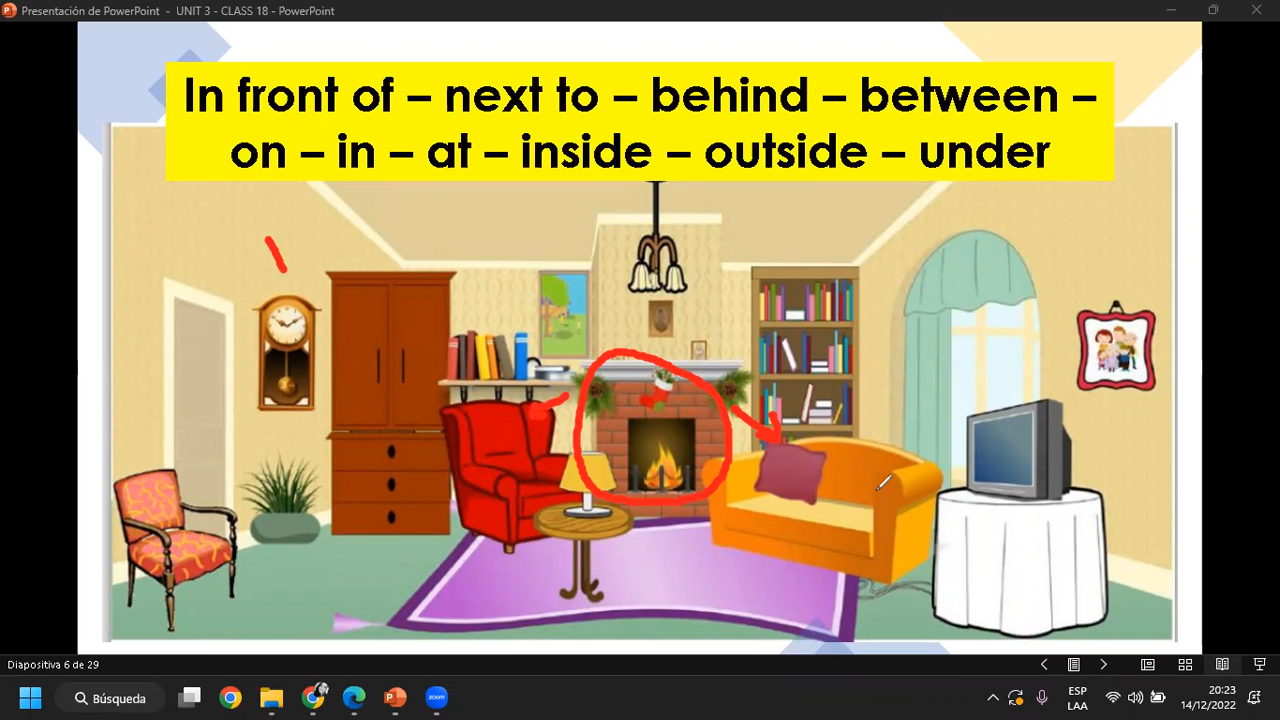 Presentación de PowerPoint - UNIT 3 - CLASS 18 - PowerPoint
In front of – next to – behind – between –
on – in – at – inside – outside – under
Diapositiva 6 de 29
Búsqueda
zoom
ESP
LAA
20:23
14/12/2022